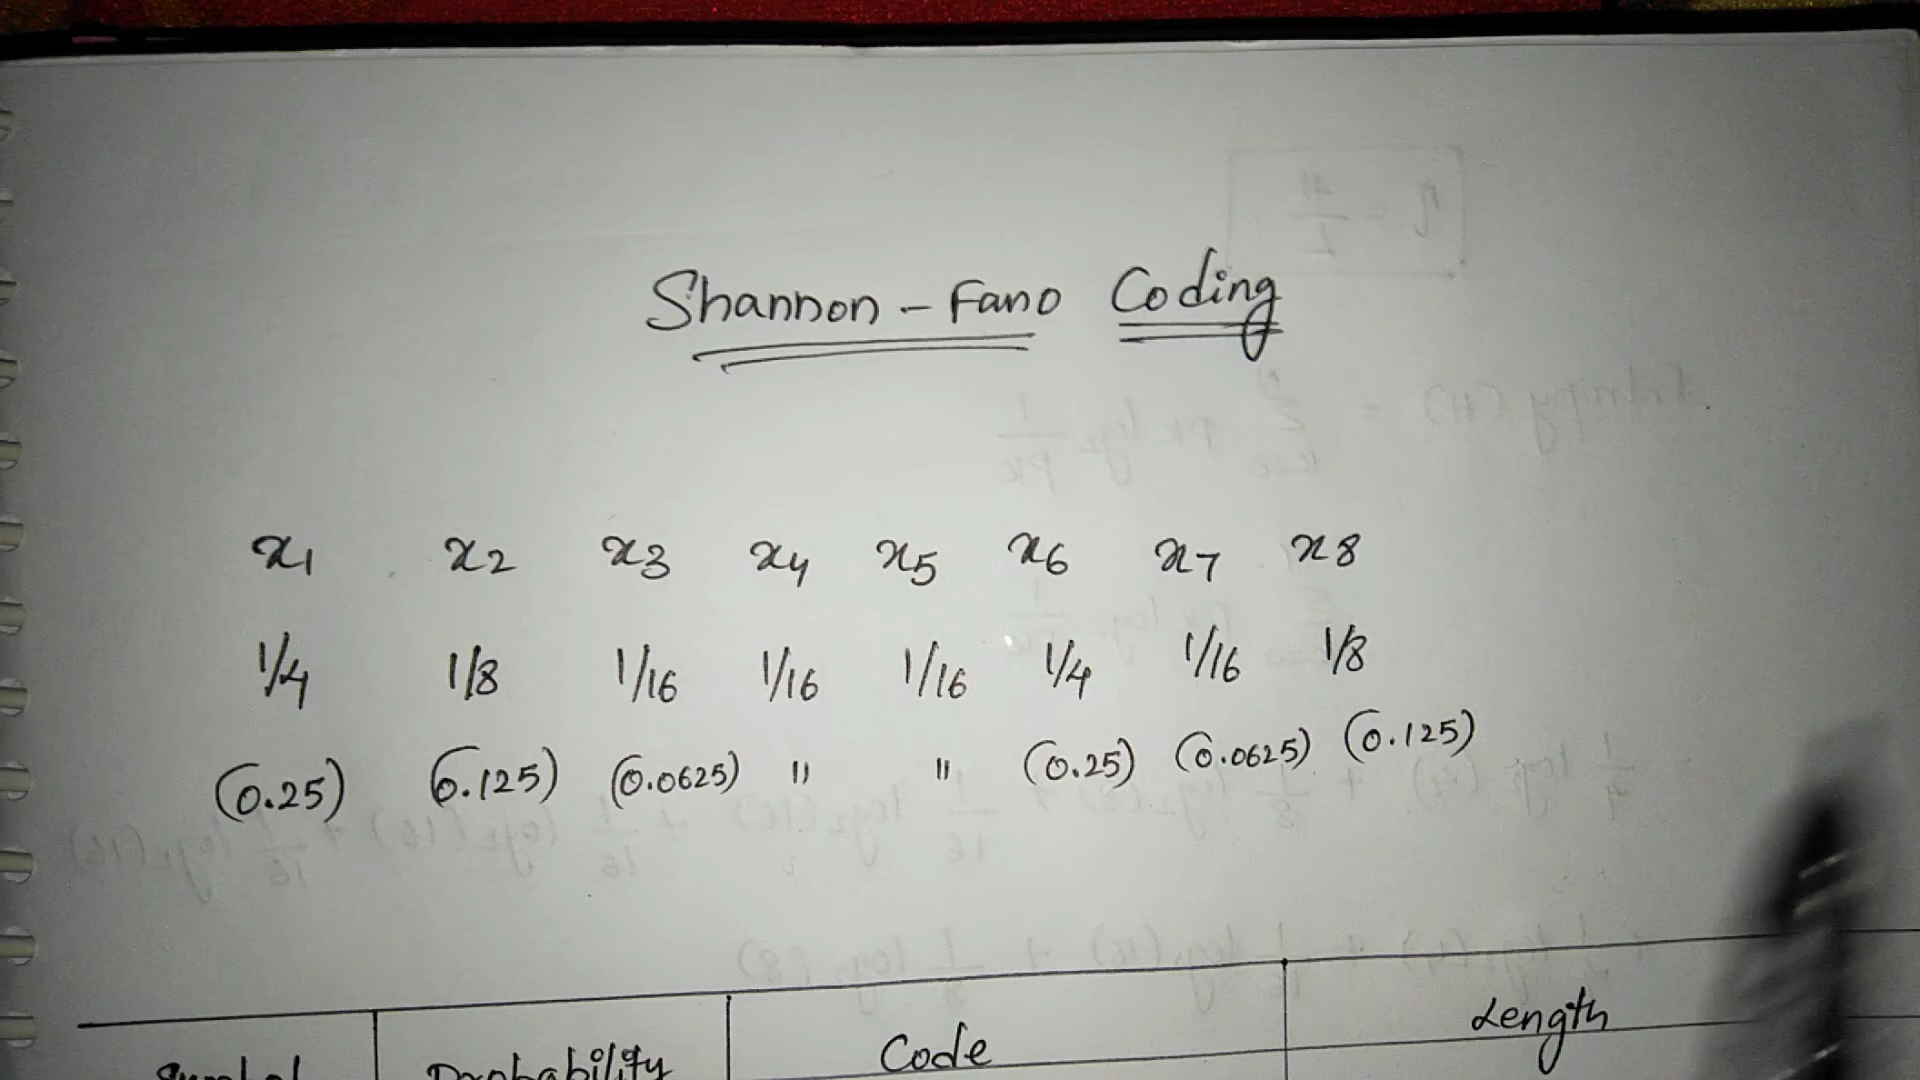 Shannon - Fano Coding
x1 x2 x3 x4 x5 x6 x7 x8
1/4 1/8 1/16 1/16 1/16 1/4 1/16 1/8
(0.25) (0.125) (0.0625) " " (0.25) (0.0625) (0.125)
Symbol Probability Code Length